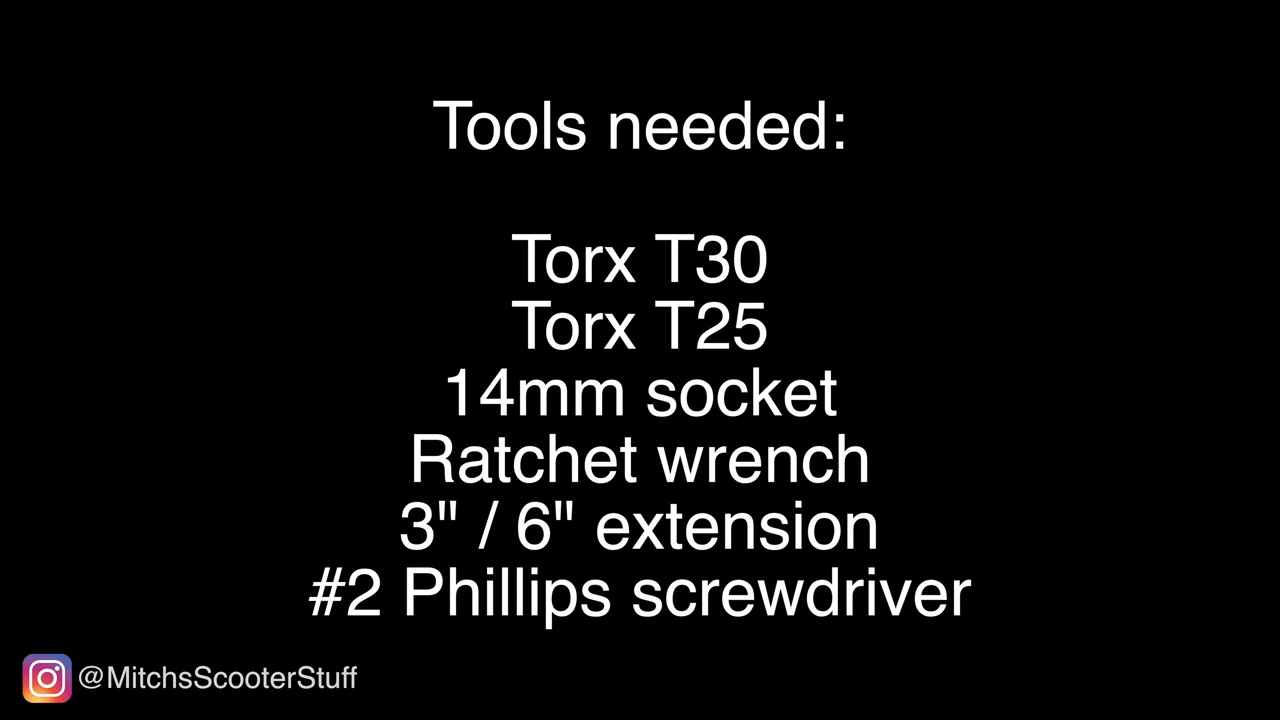 Tools needed:
Torx T30
Torx T25
14mm socket
Ratchet wrench
3" / 6" extension
#2 Phillips screwdriver
@MitchsScooterStuff